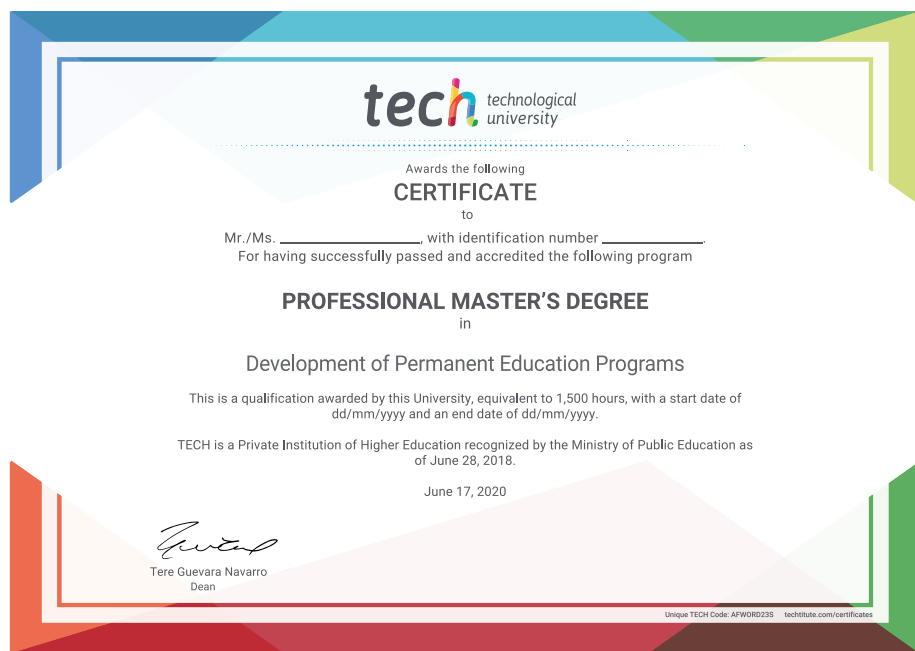 tech technological
university
Awards the following
CERTIFICATE
to
Mr./Ms. ____________________, with identification number ______________.
For having successfully passed and accredited the following program
PROFESSIONAL MASTER'S DEGREE
in
Development of Permanent Education Programs
This is a qualification awarded by this University, equivalent to 1,500 hours, with a start date of
dd/mm/yyyy and an end date of dd/mm/yyyy.
TECH is a Private Institution of Higher Education recognized by the Ministry of Public Education as
of June 28, 2018.
June 17, 2020
Tere Guevara Navarro
Dean
Unique TECH Code: AFWORD23S techtitute.com/certificates